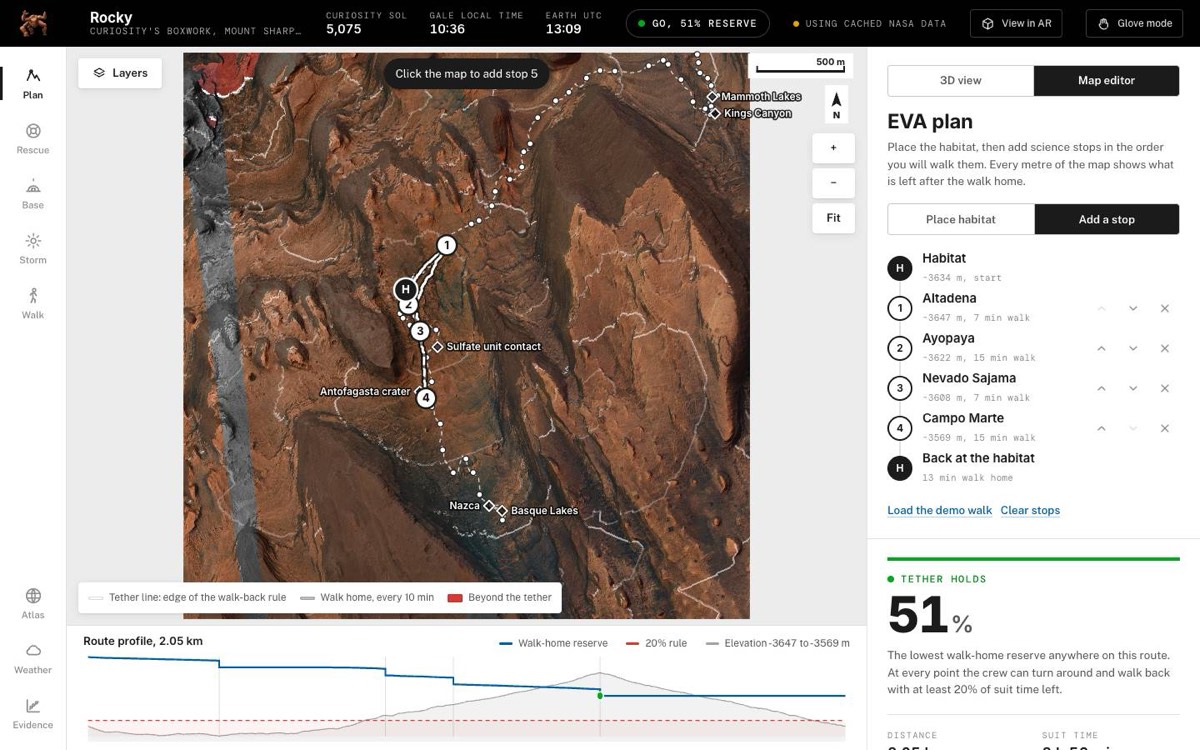 Rocky
CURIOSITY'S BOXWORK, MOUNT SHARP…
CURIOSITY SOL
5,075
GALE LOCAL TIME
10:36
EARTH UTC
13:09
GO, 51% RESERVE
USING CACHED NASA DATA
View in AR
Glove mode
Plan
Rescue
Base
Storm
Walk
Atlas
Weather
Evidence
Layers
Click the map to add stop 5
500 m
N
+
−
Fit
Mammoth Lakes
Kings Canyon
1
H
2
3
Sulfate unit contact
Antofagasta crater
4
Nazca
Basque Lakes
Tether line: edge of the walk-back rule
Walk home, every 10 min
Beyond the tether
Route profile, 2.05 km
Walk-home reserve
20% rule
Elevation -3647 to -3569 m
3D view
Map editor
EVA plan
Place the habitat, then add science stops in the order
you will walk them. Every metre of the map shows what
is left after the walk home.
Place habitat
Add a stop
H
Habitat
-3634 m, start
1
Altadena
-3647 m, 7 min walk
2
Ayopaya
-3622 m, 15 min walk
3
Nevado Sajama
-3608 m, 7 min walk
4
Campo Marte
-3569 m, 15 min walk
H
Back at the habitat
13 min walk home
Load the demo walk
Clear stops
TETHER HOLDS
51%
The lowest walk-home reserve anywhere on this route.
At every point the crew can turn around and walk back
with at least 20% of suit time left.
DISTANCE
SUIT TIME